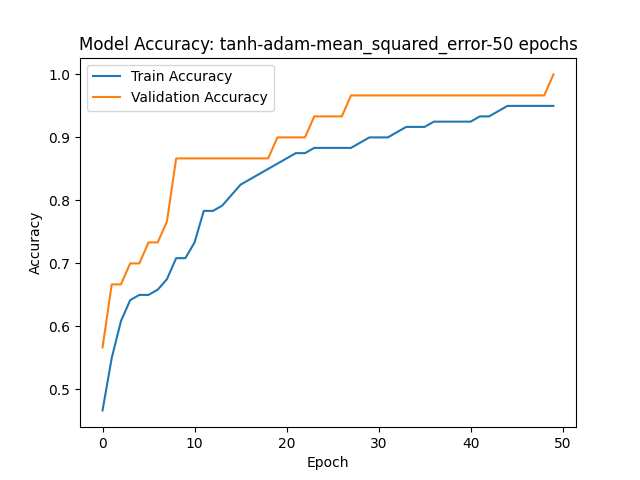 Model Accuracy: tanh-adam-mean_squared_error-50 epochs
Train Accuracy
Validation Accuracy
1.0
0.9
0.8
0.7
0.6
0.5
Accuracy
0 10 20 30 40 50
Epoch